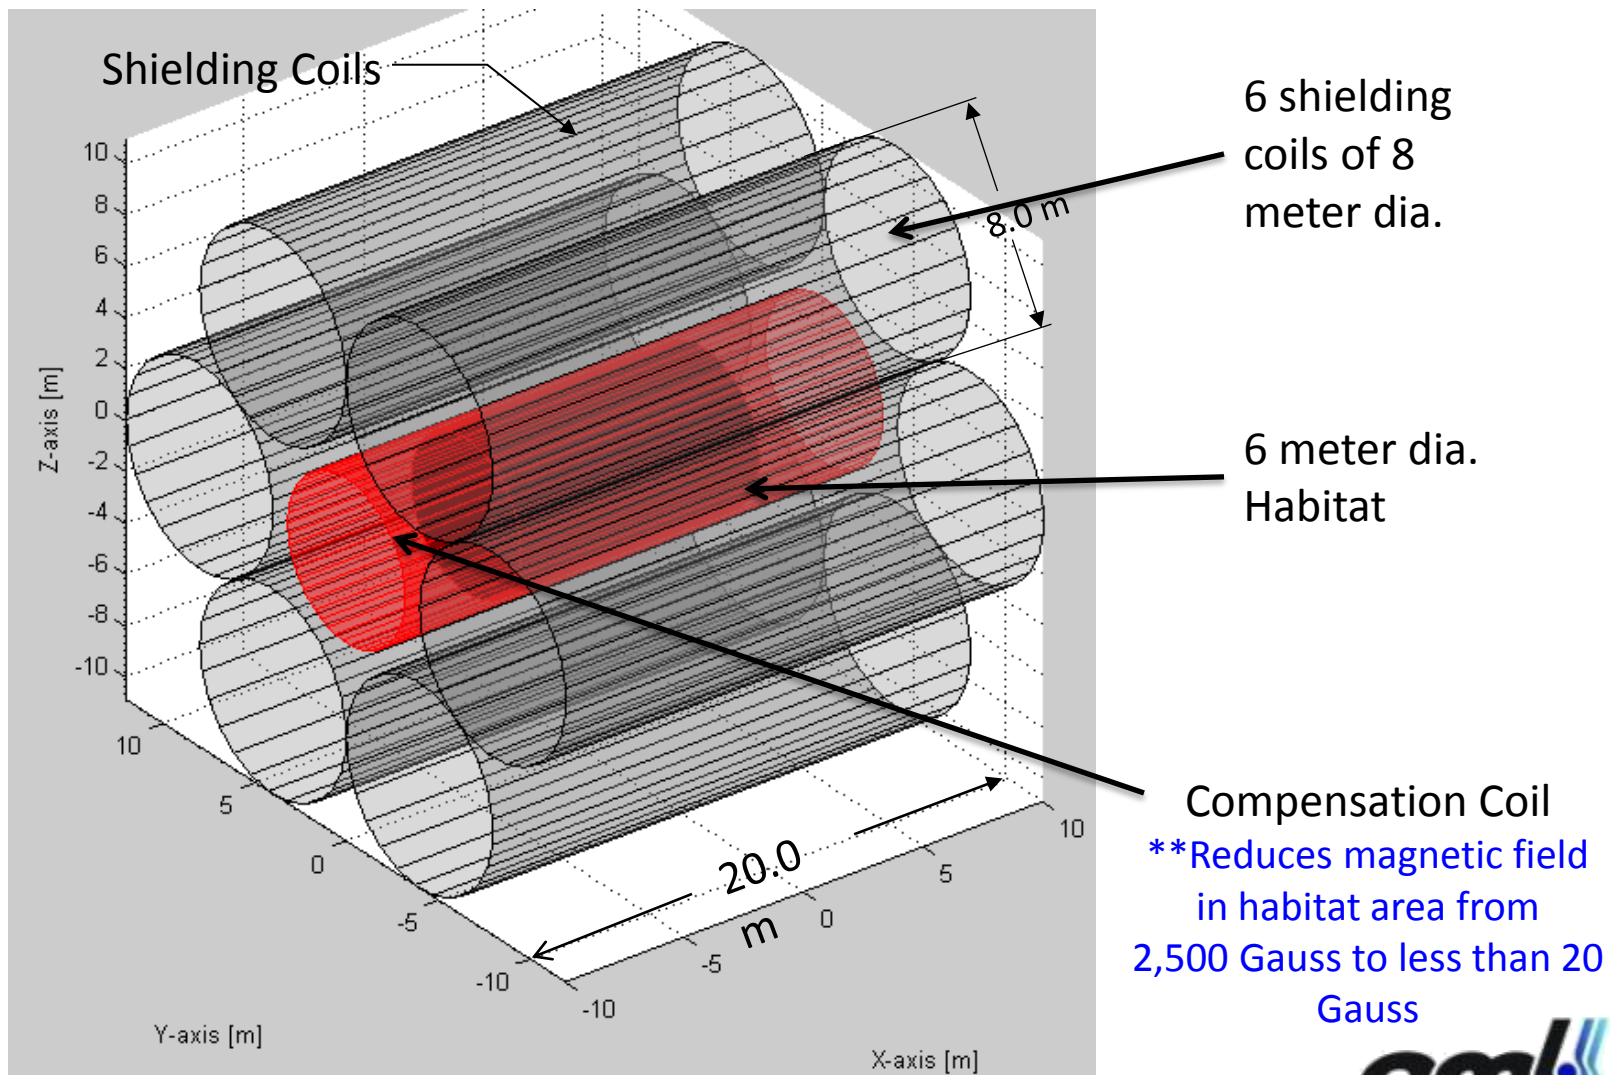 Shielding Coils
6 shielding
coils of 8
meter dia.
8.0 m
6 meter dia.
Habitat
Compensation Coil
**Reduces magnetic field
in habitat area from
2,500 Gauss to less than 20
Gauss
20.0
m
Z-axis [m]
10
8
6
4
2
0
-2
-4
-6
-8
-10
10
5
0
-5
-10
Y-axis [m]
-10
-5
0
5
10
X-axis [m]